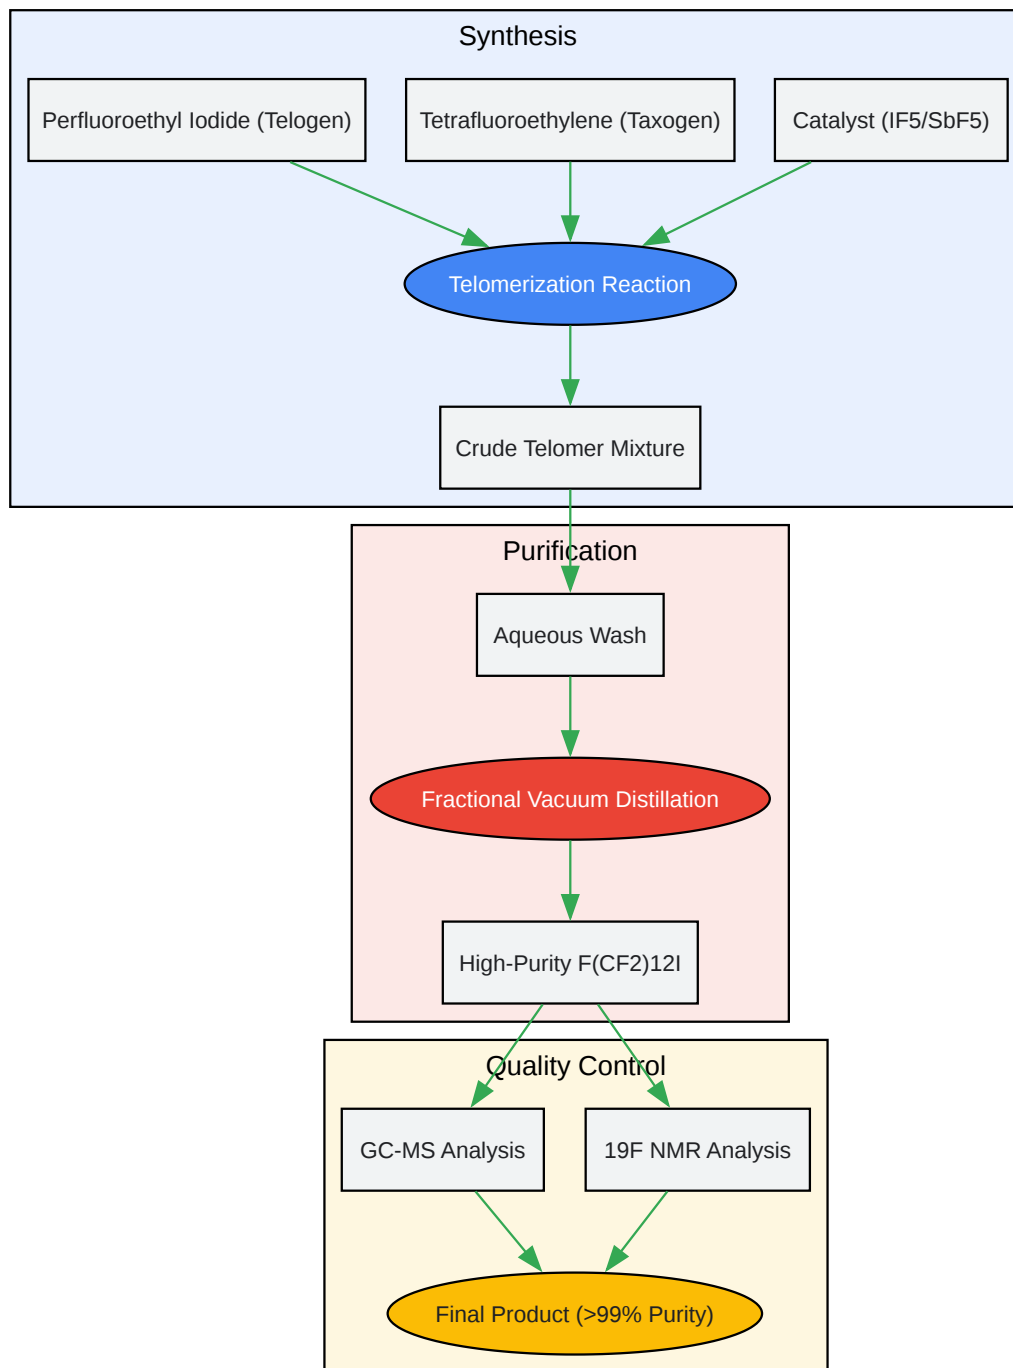 Synthesis
Perfluoroethyl Iodide (Telogen)
Tetrafluoroethylene (Taxogen)
Catalyst (IF5/SbF5)
Telomerization Reaction
Crude Telomer Mixture
Purification
Aqueous Wash
Fractional Vacuum Distillation
High-Purity F(CF2)12I
Quality Control
GC-MS Analysis
19F NMR Analysis
Final Product (>99% Purity)